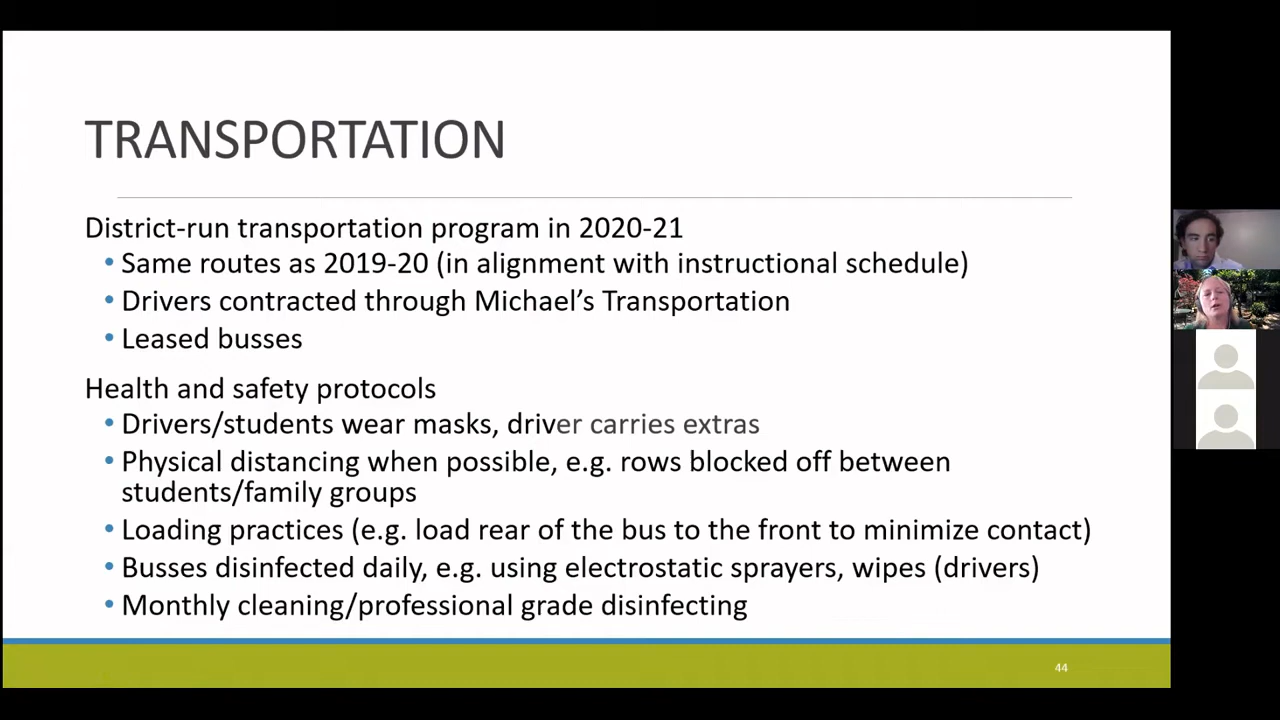 TRANSPORTATION
District-run transportation program in 2020-21
• Same routes as 2019-20 (in alignment with instructional schedule)
• Drivers contracted through Michael’s Transportation
• Leased busses
Health and safety protocols
• Drivers/students wear masks, driver carries extras
• Physical distancing when possible, e.g. rows blocked off between
students/family groups
• Loading practices (e.g. load rear of the bus to the front to minimize contact)
• Busses disinfected daily, e.g. using electrostatic sprayers, wipes (drivers)
• Monthly cleaning/professional grade disinfecting
44